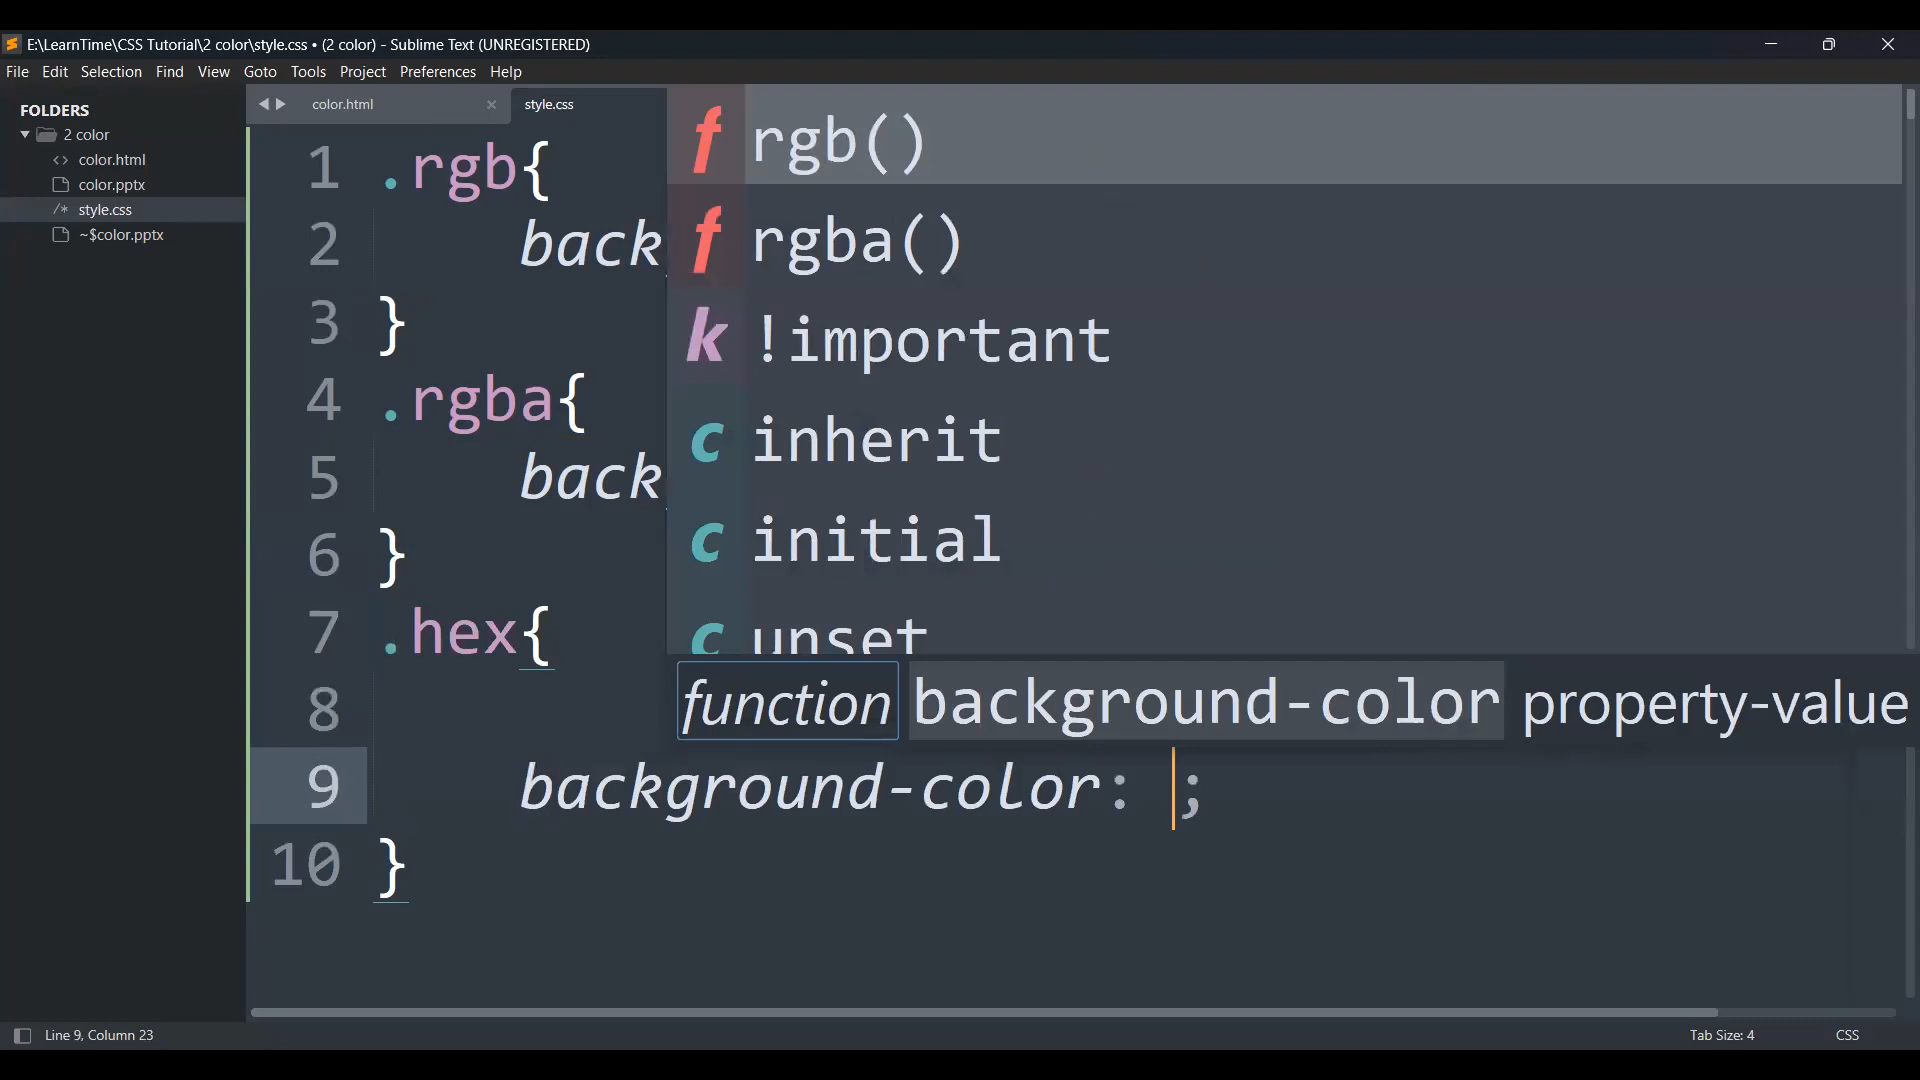 E:\LearnTime\CSS Tutorial\2 color\style.css • (2 color) - Sublime Text (UNREGISTERED)
File Edit Selection Find View Goto Tools Project Preferences Help
FOLDERS
2 color
<> color.html
color.pptx
/* style.css
~$color.pptx
color.html × style.css
1 .rgb{
2 back
3 }
4 .rgba{
5 back
6 }
7 .hex{
8
9 background-color: ;
10 }
f rgb()
f rgba()
k !important
c inherit
c initial
c unset
function background-color property-value
Line 9, Column 23
Tab Size: 4
CSS